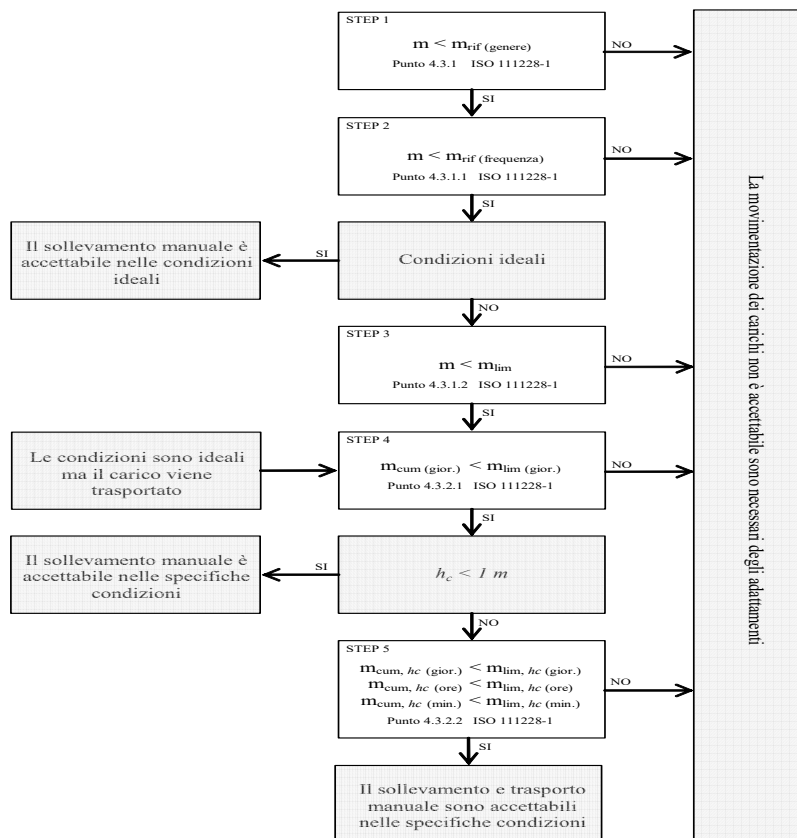 STEP 1
m < mrif (genere)
Punto 4.3.1 ISO 111228-1
NO
SI
STEP 2
m < mrif (frequenza)
Punto 4.3.1.1 ISO 111228-1
NO
SI
Il sollevamento manuale è
accettabile nelle condizioni
ideali
SI
Condizioni ideali
NO
STEP 3
m < mlim
Punto 4.3.1.2 ISO 111228-1
NO
SI
Le condizioni sono ideali
ma il carico viene
trasportato
STEP 4
mcum (gior.) < mlim (gior.)
Punto 4.3.2.1 ISO 111228-1
NO
SI
Il sollevamento manuale è
accettabile nelle specifiche
condizioni
SI
hc < 1 m
NO
STEP 5
mcum, hc (gior.) < mlim, hc (gior.)
mcum, hc (ore) < mlim, hc (ore)
mcum, hc (min.) < mlim, hc (min.)
Punto 4.3.2.2 ISO 111228-1
NO
SI
Il sollevamento e trasporto
manuale sono accettabili
nelle specifiche condizioni
La movimentazione dei carichi non è accettabile sono necessari degli adattamenti